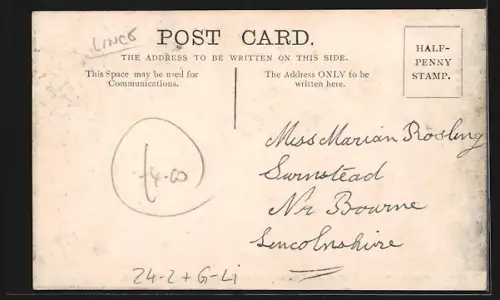 LINCS
POST CARD.
THE ADDRESS TO BE WRITTEN ON THIS SIDE.
This Space may be used for
Communications.
The Address ONLY to be
written here.
HALF-
PENNY
STAMP.
Miss Marian Rosling
Surnstead
Nr Bourne
Lincolnshire
£4-00
24-2+G-Li